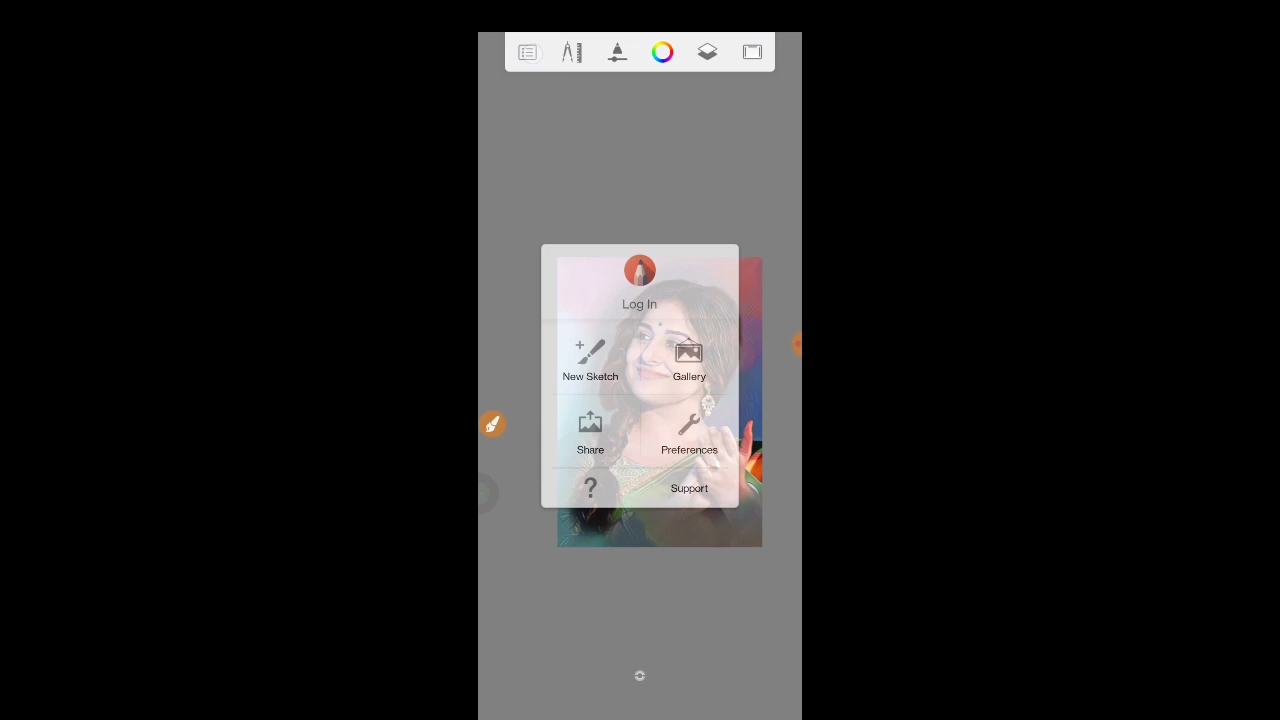 Log In
New Sketch
Gallery
Share
Preferences
?
Support